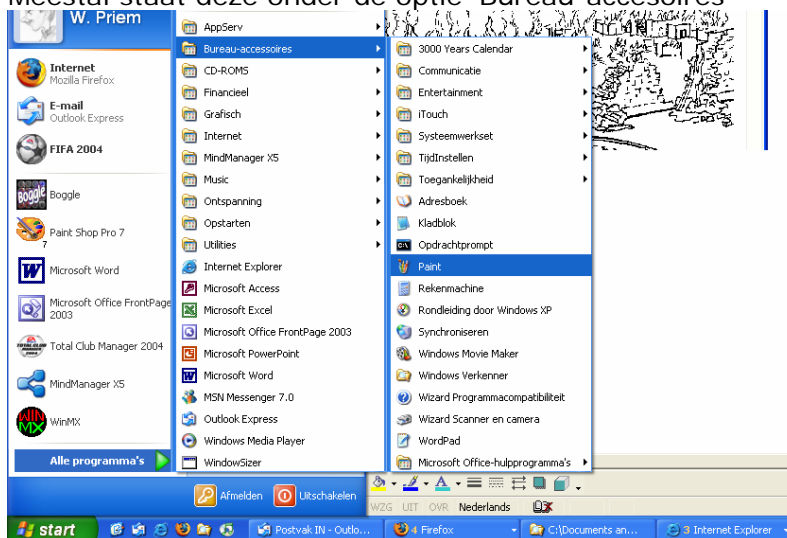 Meestal staat deze onder de optie 'Bureau-accesoires'
W. Priem
Internet
Mozilla Firefox
E-mail
Outlook Express
FIFA 2004
Boggle
Boggle
Paint Shop Pro 7
7
Microsoft Word
Microsoft Office FrontPage
2003
Total Club Manager 2004
MindManager X5
WIN
MX
WinMX
Alle programma's
AppServ
Bureau-accessoires
CD-ROMS
Financieel
Grafisch
Internet
MindManager X5
Music
Ontspanning
Opstarten
Utilities
Internet Explorer
Microsoft Access
Microsoft Excel
Microsoft Office FrontPage 2003
Microsoft PowerPoint
Microsoft Word
MSN Messenger 7.0
Outlook Express
Windows Media Player
WindowSizer
3000 Years Calendar
Communicatie
Entertainment
iTouch
Systeemwerkset
TijdInstellen
Toegankelijkheid
Adresboek
Kladblok
Opdrachtprompt
Paint
Rekenmachine
Rondleiding door Windows XP
Synchroniseren
Windows Movie Maker
Windows Verkenner
Wizard Programmacompatibiliteit
Wizard Scanner en camera
WordPad
Microsoft Office-hulpprogramma's
Afmelden
Uitschakelen
WZG UIT OVR Nederlands
start
Postvak IN - Outlo...
4 Firefox
C:\Documents an...
3 Internet Explorer